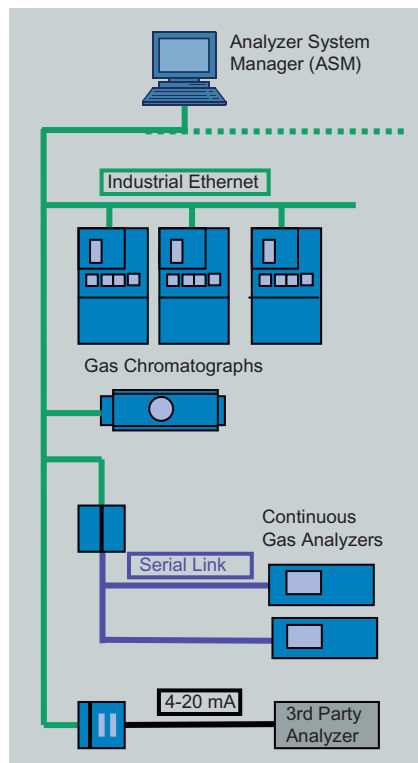 Analyzer System
Manager (ASM)
Industrial Ethernet
Gas Chromatographs
Continuous
Gas Analyzers
Serial Link
4-20 mA
3rd Party
Analyzer